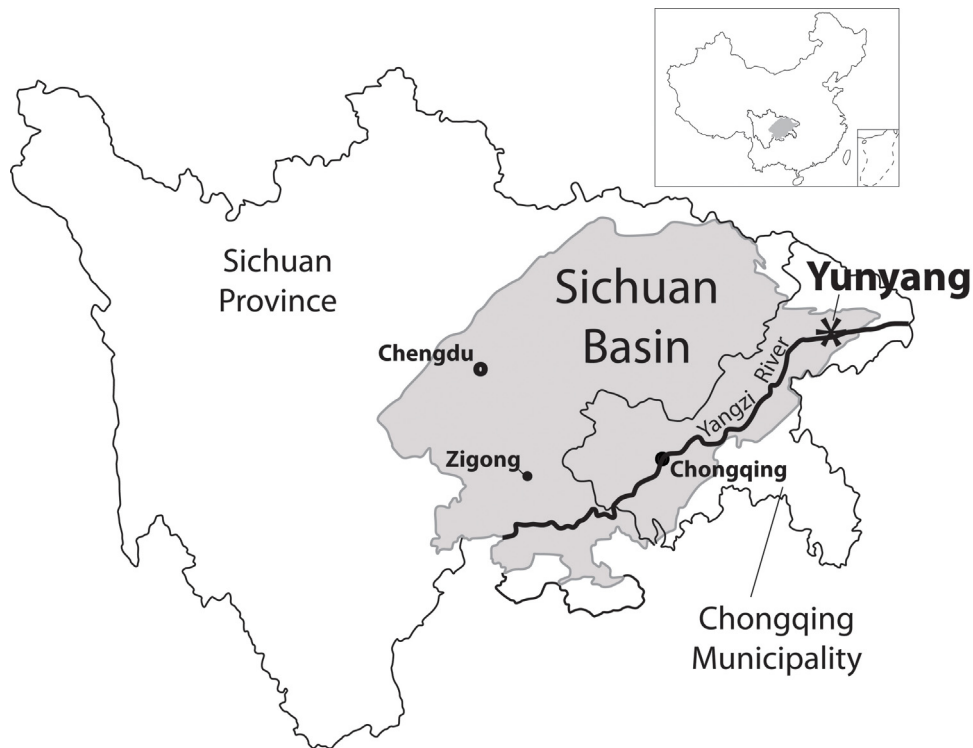 Sichuan
Province
Sichuan
Basin
Yunyang
Chengdu
Yangzi River
Zigong
Chongqing
Chongqing
Municipality